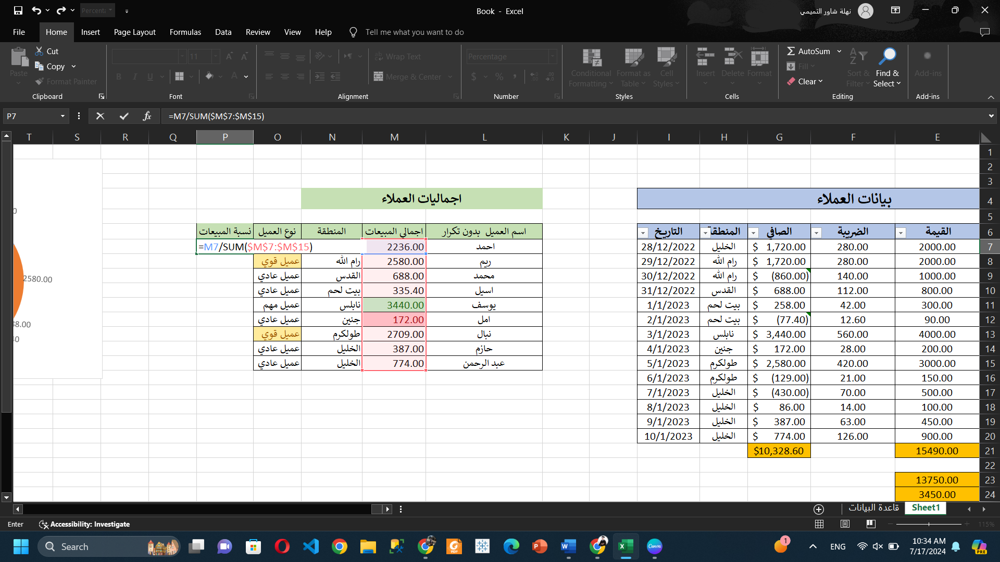 Percent
Book - Excel
نهلة شاور التميمي
File Home Insert Page Layout Formulas Data Review View Help Tell me what you want to do
Paste Cut Copy Format Painter Clipboard
11 B I U A Font
Wrap Text Merge & Center Alignment
Percentage $ % , Number
Conditional Formatting Format as Table Cell Styles Styles
Insert Delete Format Cells
AutoSum Fill Clear Sort & Filter Find & Select Editing
Add-ins Add-ins
P7 fx =M7/SUM($M$7:$M$15)
T S R Q P O N M L K J I H G F E
1
2
3
اجماليات العملاء بيانات العملاء 4
5
نسبة المبيعات نوع العميل المنطقة اجمالي المبيعات اسم العميل بدون تكرار التاريخ المنطقة الصافي الضريبة القيمة 6
=M7/SUM($M$7:$M$15) 2236.00 احمد 28/12/2022 الخليل $ 1,720.00 280.00 2000.00 7
عميل قوي رام الله 2580.00 ريم 29/12/2022 رام الله $ 1,720.00 280.00 2000.00 8
عميل عادي القدس 688.00 محمد 30/12/2022 رام الله $ (860.00) 140.00 1000.00 9
عميل عادي بيت لحم 335.40 اسيل 31/12/2022 القدس $ 688.00 112.00 800.00 10
عميل مهم نابلس 3440.00 يوسف 1/1/2023 بيت لحم $ 258.00 42.00 300.00 11
عميل عادي جنين 172.00 امل 2/1/2023 بيت لحم $ (77.40) 12.60 90.00 12
عميل قوي طولكرم 2709.00 نبال 3/1/2023 نابلس $ 3,440.00 560.00 4000.00 13
عميل عادي الخليل 387.00 حازم 4/1/2023 جنين $ 172.00 28.00 200.00 14
عميل عادي الخليل 774.00 عبد الرحمن 5/1/2023 طولكرم $ 2,580.00 420.00 3000.00 15
6/1/2023 طولكرم $ (129.00) 21.00 150.00 16
7/1/2023 الخليل $ (430.00) 70.00 500.00 17
8/1/2023 الخليل $ 86.00 14.00 100.00 18
9/1/2023 الخليل $ 387.00 63.00 450.00 19
10/1/2023 الخليل $ 774.00 126.00 900.00 20
$10,328.60 15490.00 21
22
13750.00 23
3450.00 24
0
2580.00
38.00
40
قاعدة البيانات Sheet1
Enter Accessibility: Investigate 115%
Search
PDF
Canva
1
ENG
10:34 AM
7/17/2024
PRE